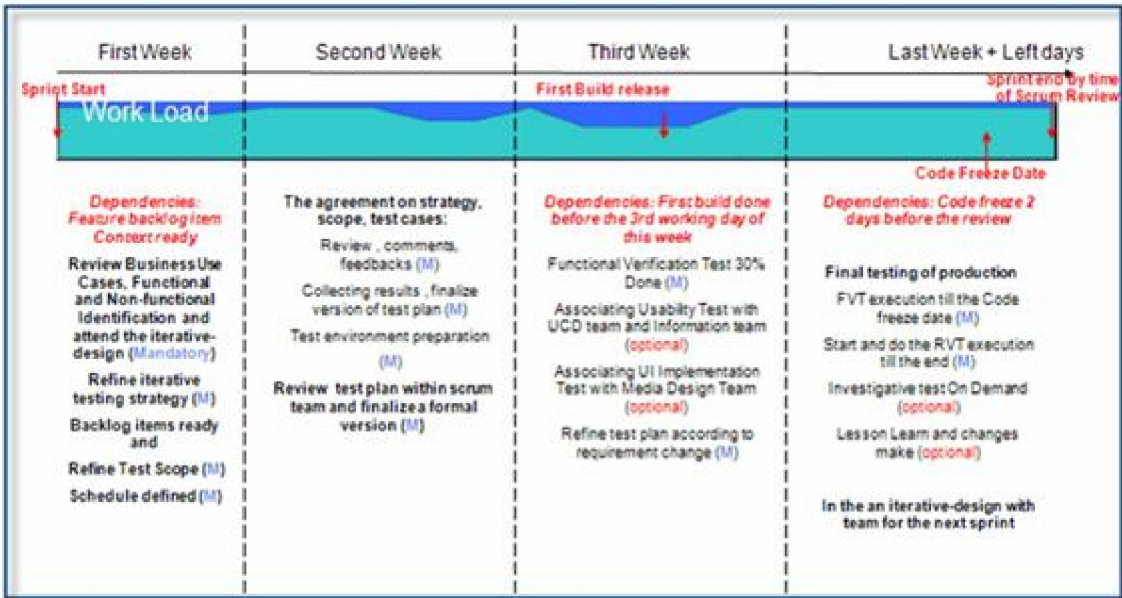 First Week
Second Week
Third Week
Last Week + Left days
Sprint Start
First Build release
Sprint end by time
of Scrum Review
Work Load
Code Freeze Date
Dependencies:
Feature backlog item
Context ready
Review Business Use
Cases, Functional
and Non-functional
Identification and
attend the iterative-
design (Mandatory)
Refine iterative
testing strategy (M)
Backlog items ready
and
Refine Test Scope (M)
Schedule defined (M)
The agreement on strategy,
scope, test cases:
Review , comments,
feedbacks (M)
Collecting results , finalize
version of test plan (M)
Test environment preparation
(M)
Review test plan within scrum
team and finalize a formal
version (M)
Dependencies: First build done
before the 3rd working day of
this week
Functional Verification Test 30%
Done (M)
Associating Usability Test with
UCD team and Information team
(optional)
Associating UI Implementation
Test with Media Design Team
(optional)
Refine test plan according to
requirement change (M)
Dependencies: Code freeze 2
days before the review
Final testing of production
FVT execution till the Code
freeze date (M)
Start and do the RVT execution
till the end (M)
Investigative test On Demand
(optional)
Lesson Learn and changes
make (optional)
In the an iterative-design with
team for the next sprint